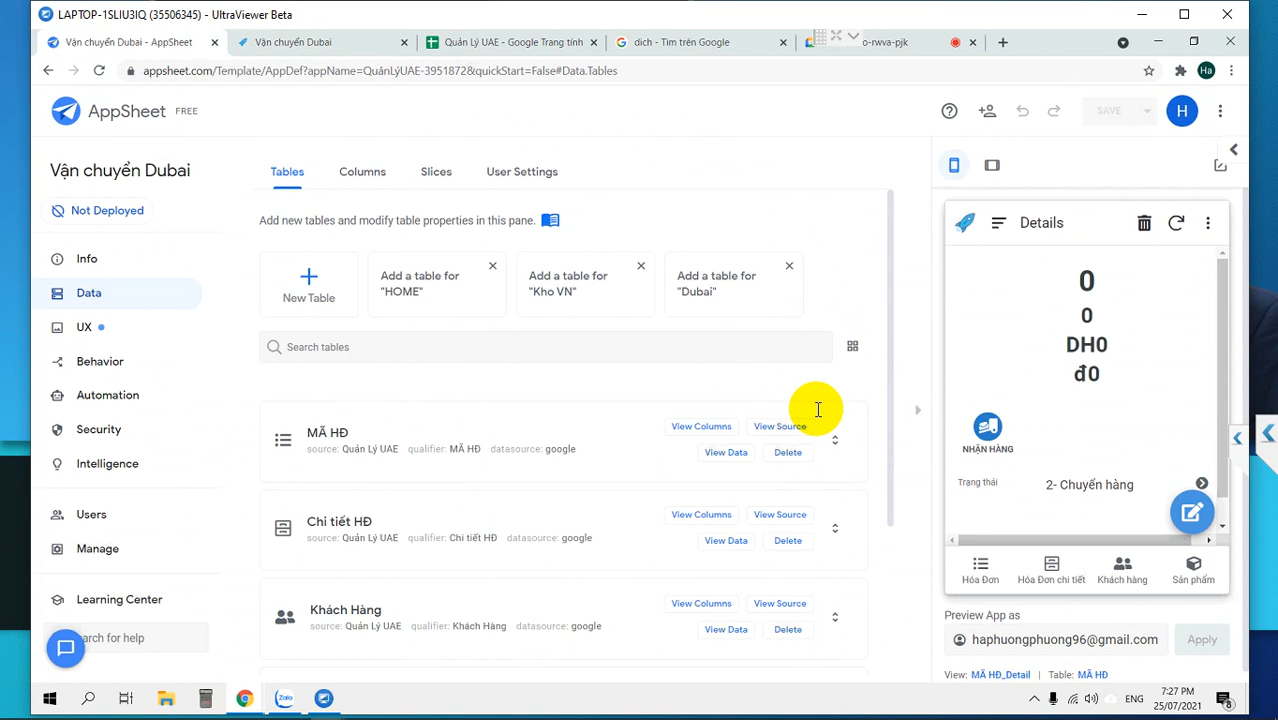 LAPTOP-1SLIU3IQ (35506345) - UltraViewer Beta
Vận chuyển Dubai - AppSheet
Vận chuyển Dubai
Quản Lý UAE - Google Trang tính
dich - Tìm trên Google
o-rwva-pjk
appsheet.com/Template/AppDef?appName=QuảnLýUAE-3951872&quickStart=False#Data.Tables
Ha
AppSheet FREE
SAVE
H
Vận chuyển Dubai
Not Deployed
Info
Data
UX
Behavior
Automation
Security
Intelligence
Users
Manage
Learning Center
earch for help
Tables
Columns
Slices
User Settings
Add new tables and modify table properties in this pane.
New Table
Add a table for
"HOME"
Add a table for
"Kho VN"
Add a table for
"Dubai"
Search tables
MÃ HĐ
source: Quản Lý UAE qualifier: MÃ HĐ datasource: google
View Columns
View Source
View Data
Delete
Chi tiết HĐ
source: Quản Lý UAE qualifier: Chi tiết HĐ datasource: google
View Columns
View Source
View Data
Delete
Khách Hàng
source: Quản Lý UAE qualifier: Khách Hàng datasource: google
View Columns
View Source
View Data
Delete
Details
0
0
DH0
đ0
NHẬN HÀNG
Trạng thái
2- Chuyển hàng
Hóa Đơn
Hóa Đơn chi tiết
Khách hàng
Sản phẩm
Preview App as
haphuongphuong96@gmail.com
Apply
View: MÃ HĐ_Detail | Table: MÃ HĐ
Zalo
ENG
7:27 PM
25/07/2021
8